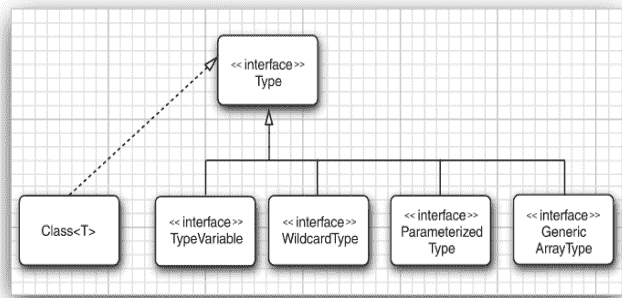 << interface >>
Type
Class<T>
<< interface >>
TypeVariable
<< interface >>
WildcardType
<< interface >>
Parameterized
Type
<< interface >>
Generic
ArrayType